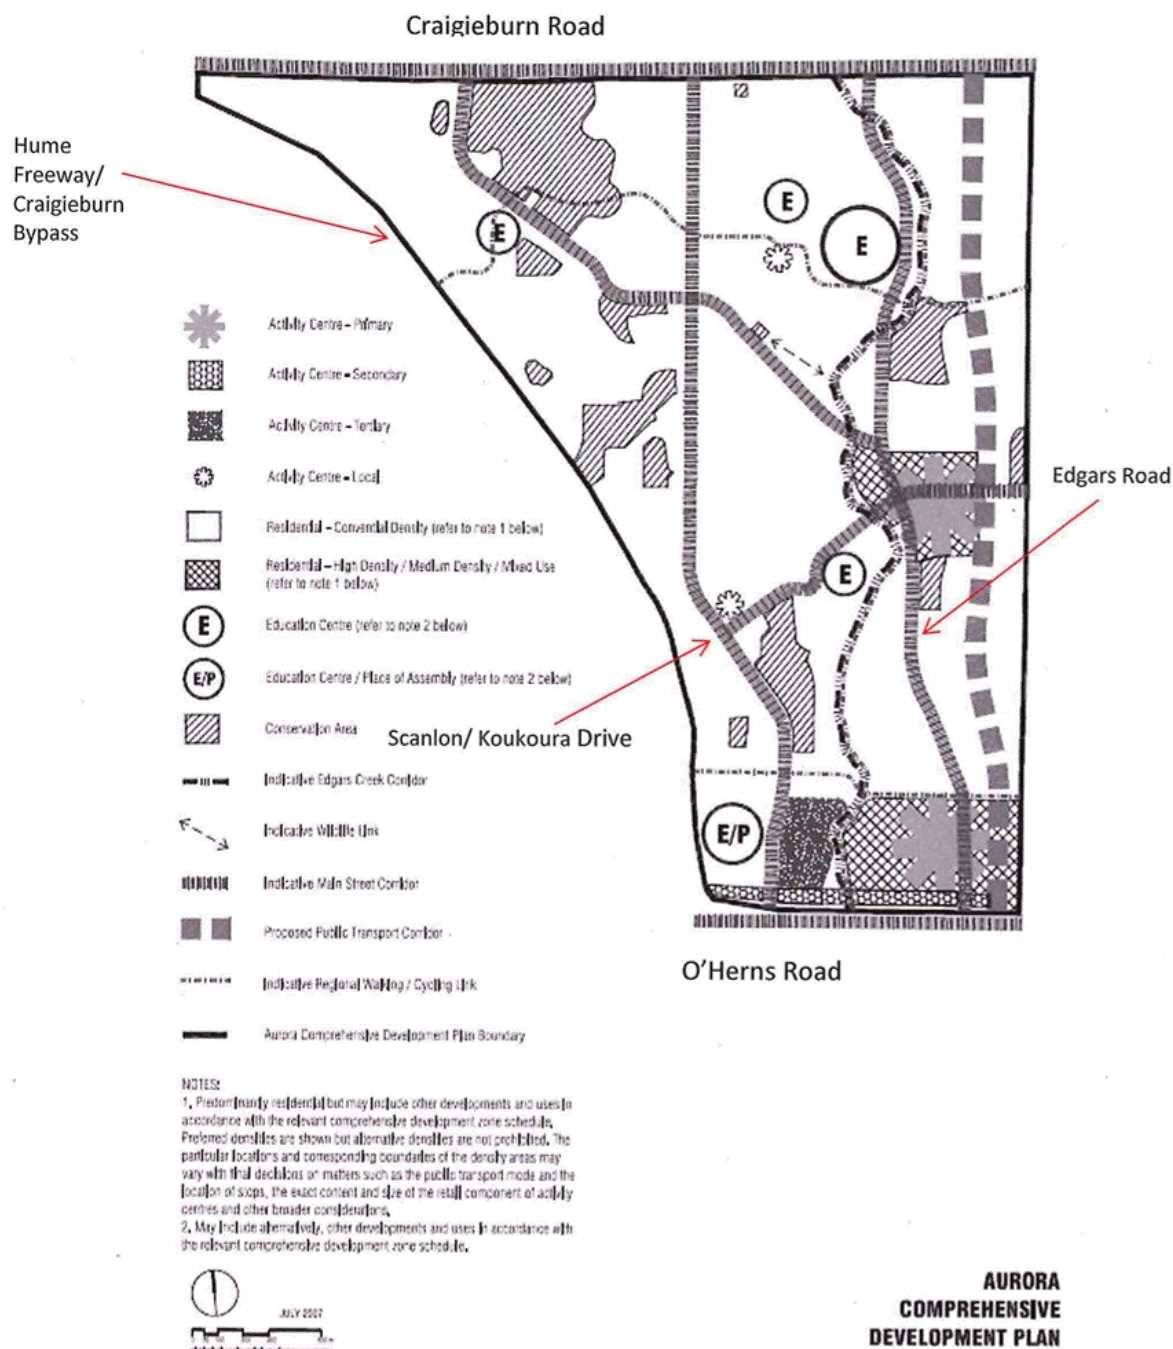 Craigieburn Road
Hume
Freeway/
Craigieburn
Bypass
E
E
E
Activity Centre – Primary
Activity Centre – Secondary
Activity Centre – Tertiary
Edgars Road
Activity Centre – Local
Residential – Convential Density (refer to note 1 below)
Residential – High Density / Medium Density / Mixed Use
(refer to note 1 below)
E
E
Education Centre (refer to note 2 below)
E/P
Education Centre / Place of Assembly (refer to note 2 below)
Conservation Area
Scanlon/ Koukoura Drive
Indicative Edgars Creek Corridor
Indicative Wildlife Link
E/P
Indicative Main Street Corridor
Proposed Public Transport Corridor
O'Herns Road
Indicative Regional Walking / Cycling Link
Aurora Comprehensive Development Plan Boundary
NOTES:
1. Predominantly residential but may include other developments and uses in
accordance with the relevant comprehensive development zone schedule.
Preferred densities are shown but alternative densities are not prohibited. The
particular locations and corresponding boundaries of the density areas may
vary with final decisions on matters such as the public transport mode and the
location of stops, the exact content and size of the retail component of activity
centres and other broader considerations.
2. May include alternatively, other developments and uses in accordance with
the relevant comprehensive development zone schedule.
JULY 2007
AURORA
COMPREHENSIVE
DEVELOPMENT PLAN